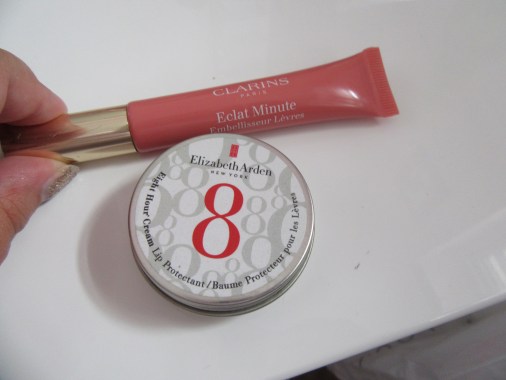 CLARINS
PARIS
Eclat Minute
Embellisseur Lèvres
Elizabeth Arden
NEW YORK
8
Eight Hour Cream Lip Protectant/Baume Protecteur pour les Lèvres